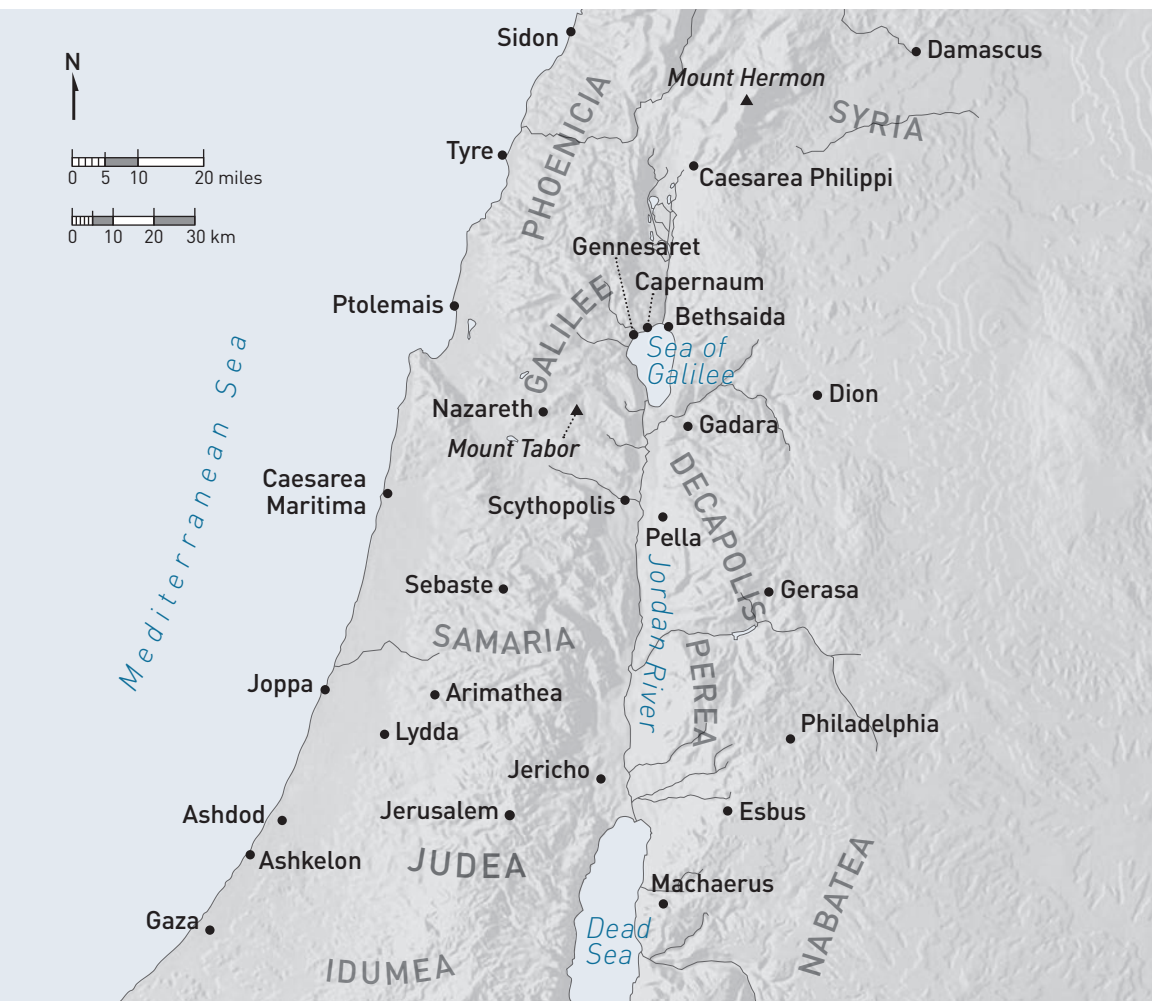 Sidon
Damascus
N
Mount Hermon
PHOENICIA
SYRIA
Tyre
0 5 10 20 miles
Caesarea Philippi
0 10 20 30 km
Gennesaret
Capernaum
Ptolemais
Bethsaida
GALILEE
Sea of
Galilee
Mediterranean Sea
Dion
Nazareth
Gadara
Mount Tabor
DECAPOLIS
Caesarea
Maritima
Scythopolis
Pella
Jordan River
Sebaste
Gerasa
SAMARIA
PEREA
Joppa
Arimathea
Philadelphia
Lydda
Jericho
Ashdod
Jerusalem
Esbus
Ashkelon
JUDEA
NABATEA
Machaerus
Gaza
Dead
Sea
IDUMEA